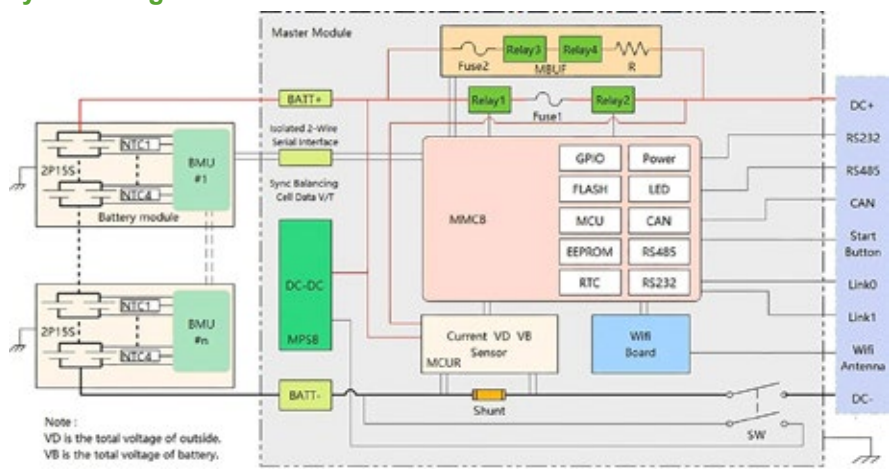 Master Module
Fuse2
Relay3
Relay4
MBUF
R
BATT+
Relay1
Fuse1
Relay2
Isolated 2-Wire
Serial Interface
Sync Balancing
Cell Data V/T
NTC1
2P15S
NTC4
BMU
#1
Battery module
MMCB
GPIO
Power
FLASH
LED
MCU
CAN
EEPROM
RS485
RTC
RS232
DC-DC
MPSB
NTC1
2P15S
NTC4
BMU
#n
Current VD VB
Sensor
MCUR
Wifi
Board
BATT-
Shunt
SW
DC+
RS232
RS485
CAN
Start
Button
Link0
Link1
Wifi
Antenna
DC-
Note :
VD is the total voltage of outside.
VB is the total voltage of battery.